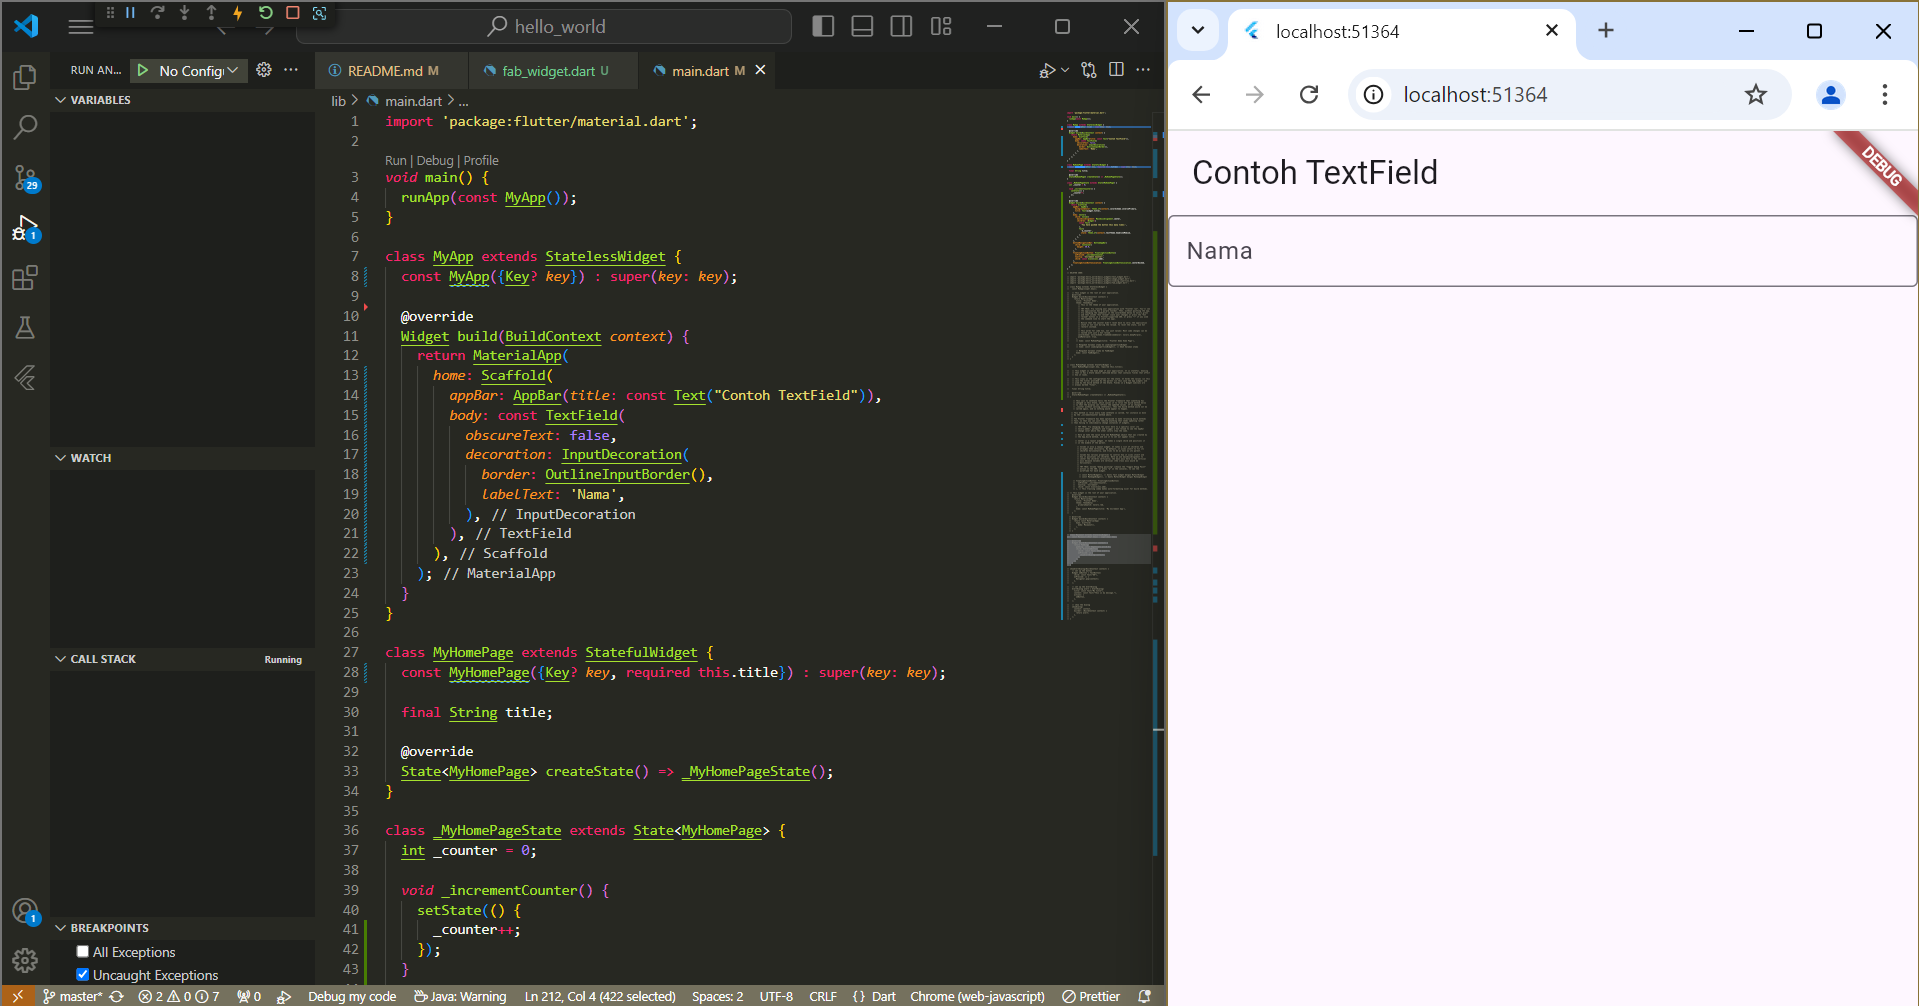 hello_world
RUN AN...
No Config
README.md M
fab_widget.dart U
main.dart M
lib > main.dart > ...
VARIABLES
WATCH
CALL STACK
Running
BREAKPOINTS
All Exceptions
Uncaught Exceptions
1 import 'package:flutter/material.dart';
2
Run | Debug | Profile
3 void main() {
4 runApp(const MyApp());
5 }
6
7 class MyApp extends StatelessWidget {
8 const MyApp({Key? key}) : super(key: key);
9
10 @override
11 Widget build(BuildContext context) {
12 return MaterialApp(
13 home: Scaffold(
14 appBar: AppBar(title: const Text("Contoh TextField")),
15 body: const TextField(
16 obscureText: false,
17 decoration: InputDecoration(
18 border: OutlineInputBorder(),
19 labelText: 'Nama',
20 ), // InputDecoration
21 ), // TextField
22 ), // Scaffold
23 ); // MaterialApp
24 }
25 }
26
27 class MyHomePage extends StatefulWidget {
28 const MyHomePage({Key? key, required this.title}) : super(key: key);
29
30 final String title;
31
32 @override
33 State<MyHomePage> createState() => _MyHomePageState();
34 }
35
36 class _MyHomePageState extends State<MyHomePage> {
37 int _counter = 0;
38
39 void _incrementCounter() {
40 setState(() {
41 _counter++;
42 });
43 }
29
1
1
master* 2 0 7 0 Debug my code Java: Warning Ln 212, Col 4 (422 selected) Spaces: 2 UTF-8 CRLF {} Dart Chrome (web-javascript) Prettier
localhost:51364
localhost:51364
DEBUG
Contoh TextField
Nama